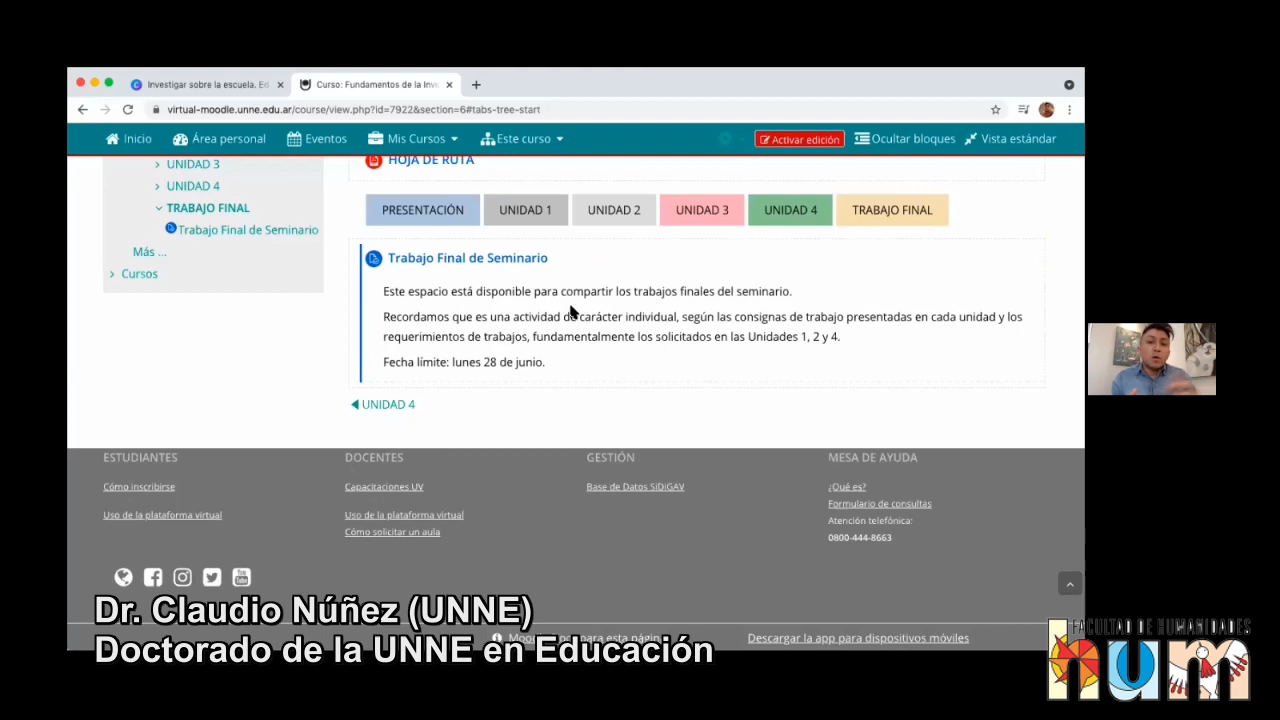 Investigar sobre la escuela. Ed
Curso: Fundamentos de la Inve
virtual-moodle.unne.edu.ar/course/view.php?id=7922&section=6#tabs-tree-start
Inicio
Área personal
Eventos
Mis Cursos
Este curso
Activar edición
Ocultar bloques
Vista estándar
UNIDAD 3
UNIDAD 4
TRABAJO FINAL
Trabajo Final de Seminario
Más ...
Cursos
HOJA DE RUTA
PRESENTACIÓN
UNIDAD 1
UNIDAD 2
UNIDAD 3
UNIDAD 4
TRABAJO FINAL
Trabajo Final de Seminario
Este espacio está disponible para compartir los trabajos finales del seminario.
Recordamos que es una actividad de carácter individual, según las consignas de trabajo presentadas en cada unidad y los
requerimientos de trabajos, fundamentalmente los solicitados en las Unidades 1, 2 y 4.
Fecha límite: lunes 28 de junio.
UNIDAD 4
ESTUDIANTES
Cómo inscribirse
Uso de la plataforma virtual
DOCENTES
Capacitaciones UV
Uso de la plataforma virtual
Cómo solicitar un aula
GESTIÓN
Base de Datos SiDiGAV
MESA DE AYUDA
¿Qué es?
Formulario de consultas
Atención telefónica:
0800-444-8663
Descargar la app para dispositivos móviles
Dr. Claudio Núñez (UNNE)
Doctorado de la UNNE en Educación
FACULTAD DE HUMANIDADES
hum